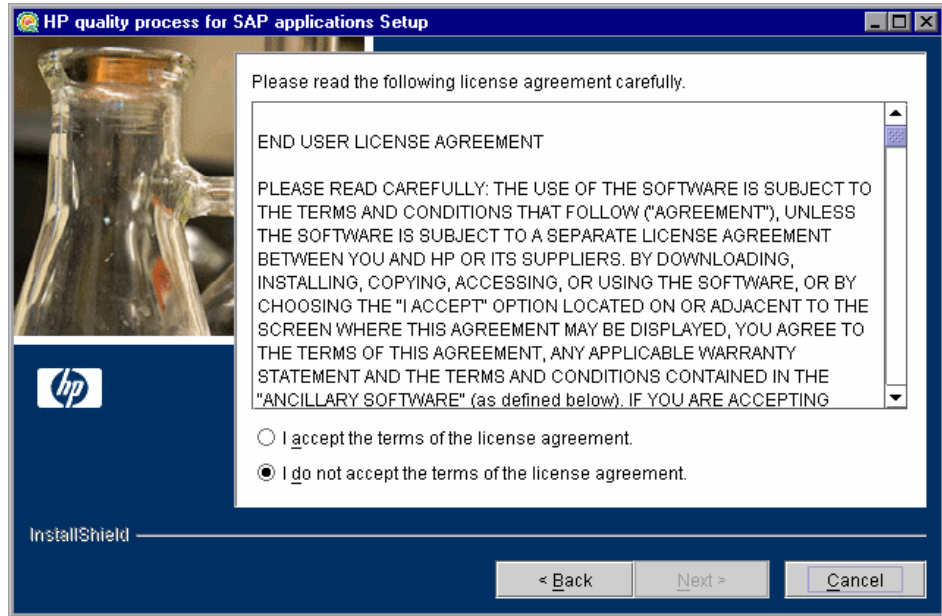 HP quality process for SAP applications Setup
Please read the following license agreement carefully.
END USER LICENSE AGREEMENT
PLEASE READ CAREFULLY: THE USE OF THE SOFTWARE IS SUBJECT TO
THE TERMS AND CONDITIONS THAT FOLLOW ("AGREEMENT"), UNLESS
THE SOFTWARE IS SUBJECT TO A SEPARATE LICENSE AGREEMENT
BETWEEN YOU AND HP OR ITS SUPPLIERS. BY DOWNLOADING,
INSTALLING, COPYING, ACCESSING, OR USING THE SOFTWARE, OR BY
CHOOSING THE "I ACCEPT" OPTION LOCATED ON OR ADJACENT TO THE
SCREEN WHERE THIS AGREEMENT MAY BE DISPLAYED, YOU AGREE TO
THE TERMS OF THIS AGREEMENT, ANY APPLICABLE WARRANTY
STATEMENT AND THE TERMS AND CONDITIONS CONTAINED IN THE
"ANCILLARY SOFTWARE" (as defined below). IF YOU ARE ACCEPTING
I accept the terms of the license agreement.
I do not accept the terms of the license agreement.
hp
InstallShield
< Back
Next >
Cancel